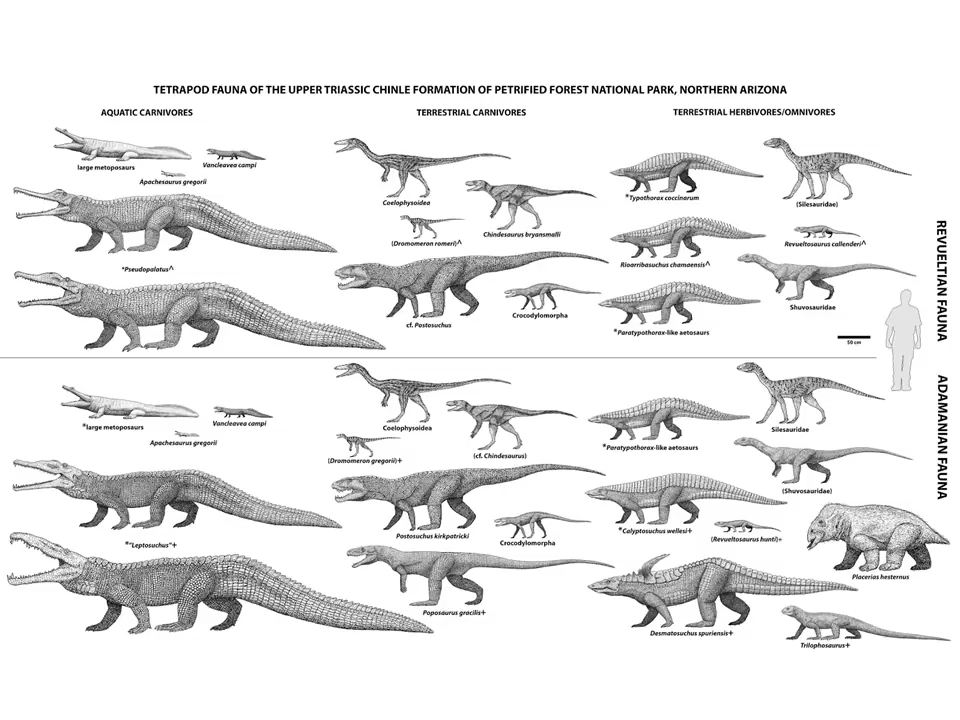 TETRAPOD FAUNA OF THE UPPER TRIASSIC CHINLE FORMATION OF PETRIFIED FOREST NATIONAL PARK, NORTHERN ARIZONA
AQUATIC CARNIVORES
TERRESTRIAL CARNIVORES
TERRESTRIAL HERBIVORES/OMNIVORES
REVUELTIAN FAUNA
large metoposaurs
Vancleavea campi
Apachesaurus gregorii
*Pseudopalatus^
Coelophysoidea
Chindesaurus bryansmalli
(Dromomeron romeri)^
cf. Postosuchus
Crocodylomorpha
*Typothorax coccinarum
(Silesauridae)
Revueltosaurus callenderi^
Rioarribasuchus chamaensis^
Shuvosauridae
*Paratypothorax-like aetosaurs
50 cm
ADAMANIAN FAUNA
*large metoposaurs
Vancleavea campi
Apachesaurus gregorii
*"Leptosuchus"+
Coelophysoidea
(cf. Chindesaurus)
(Dromomeron gregorii)+
Postosuchus kirkpatricki
Crocodylomorpha
Poposaurus gracilis+
Silesauridae
*Paratypothorax-like aetosaurs
(Shuvosauridae)
*Calyptosuchus wellesi+
(Revueltosaurus hunti)+
Placerias hesternus
Desmatosuchus spuriensis+
Trilophosaurus+